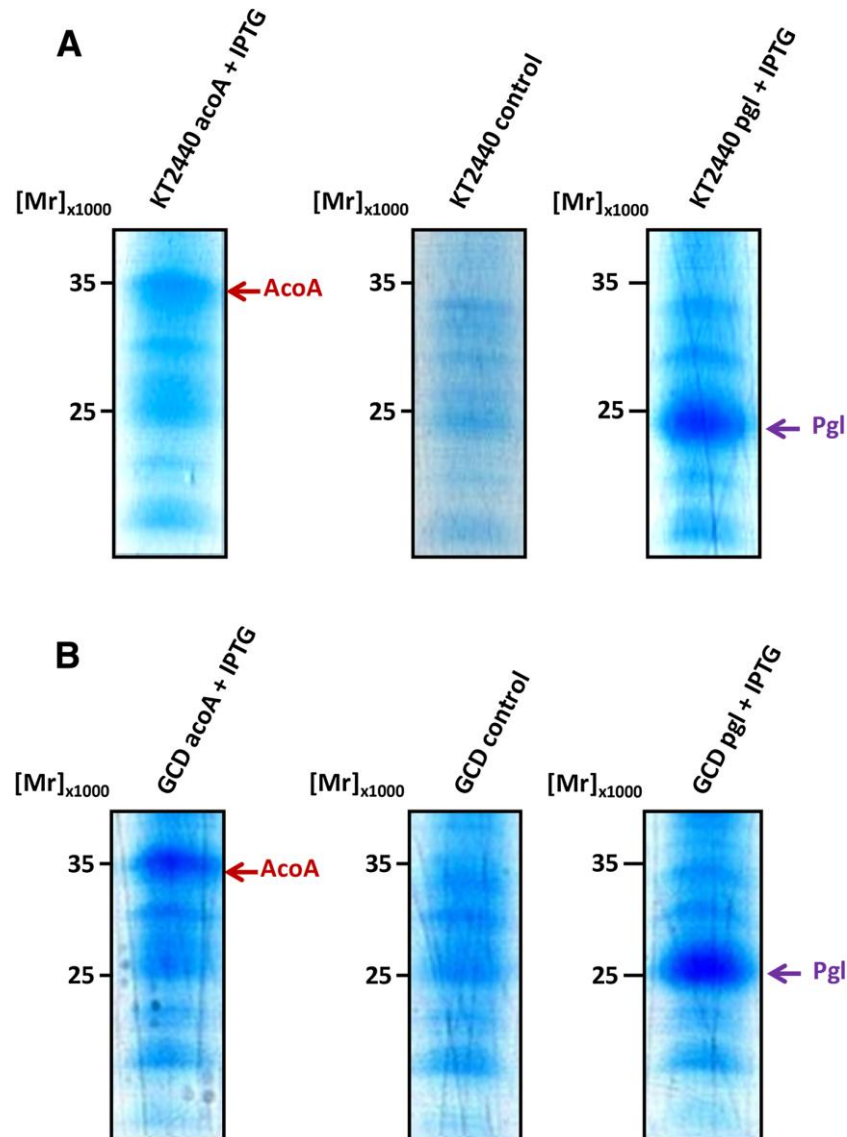 A
KT2440 acoA + IPTG
KT2440 control
KT2440 pgl + IPTG
[Mr]x1000
[Mr]x1000
[Mr]x1000
35
AcoA
35
35
25
25
25
Pgl
B
GCD acoA + IPTG
GCD control
GCD pgl + IPTG
[Mr]x1000
[Mr]x1000
[Mr]x1000
35
AcoA
35
35
25
25
25
Pgl